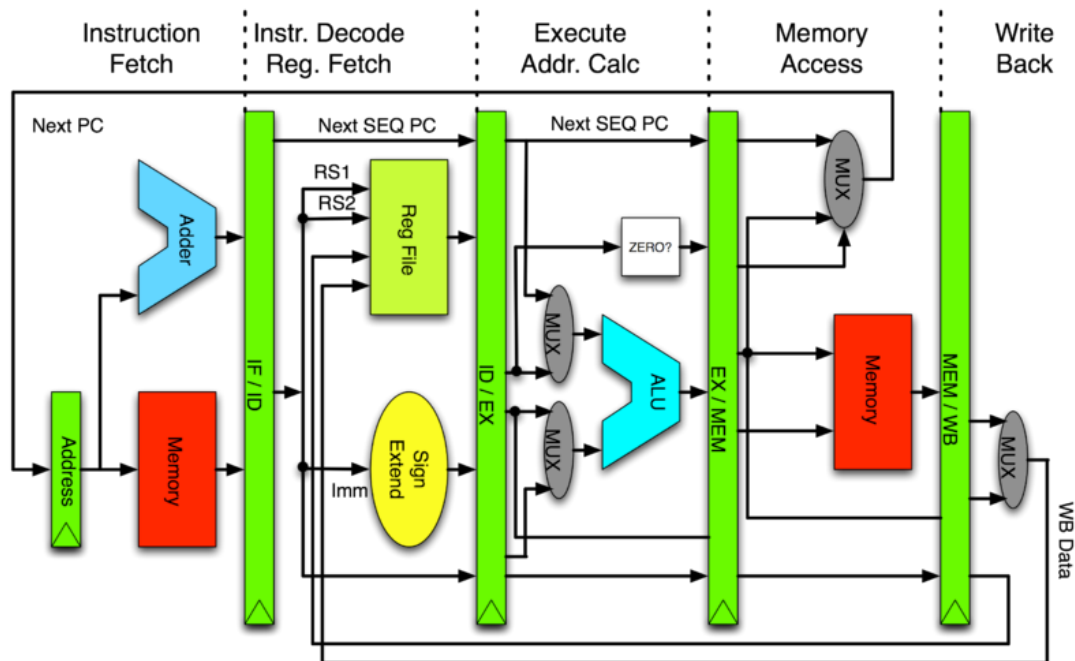 Instruction
Fetch
Instr. Decode
Reg. Fetch
Execute
Addr. Calc
Memory
Access
Write
Back
Next PC
Next SEQ PC
Next SEQ PC
RS1
RS2
Adder
Reg File
ZERO?
MUX
MUX
MUX
ALU
Memory
Address
Memory
IF / ID
Imm
Sign
Extend
ID / EX
EX / MEM
MEM / WB
MUX
WB Data